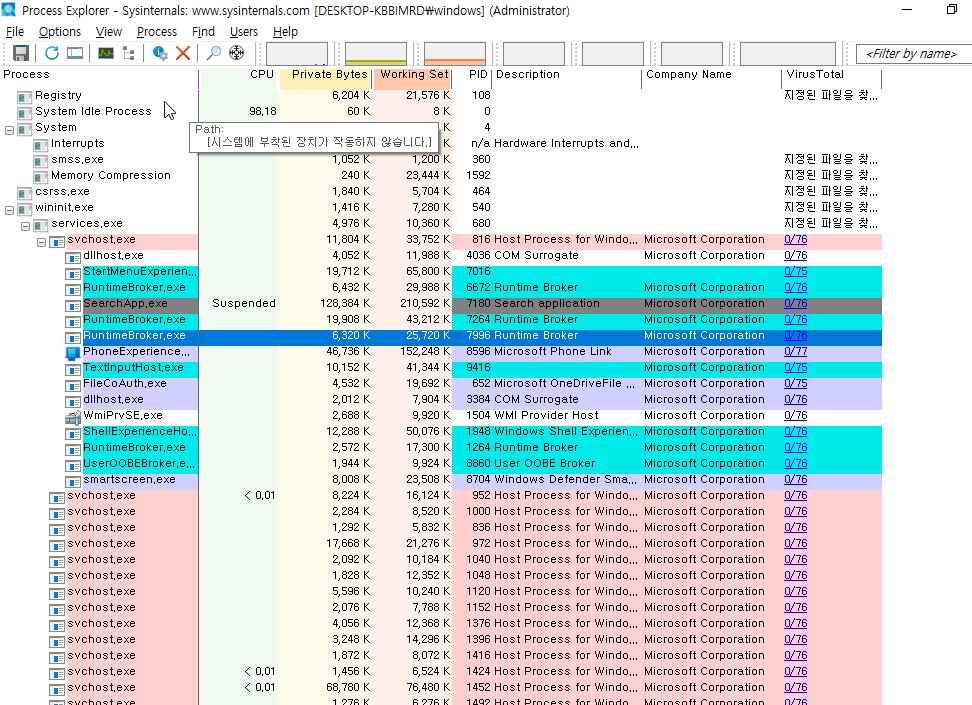 Process Explorer - Sysinternals: www.sysinternals.com [DESKTOP-KBBIMRD₩windows] (Administrator)
File Options View Process Find Users Help
<Filter by name>
Process CPU Private Bytes Working Set PID Description Company Name VirusTotal
Registry 6,204 K 21,576 K 108 지정된 파일을 찾...
System Idle Process 98,18 60 K 8 K 0
System K 4
Path:
[시스템에 부착된 장치가 작동하지 않습니다.]
Interrupts K n/a Hardware Interrupts and...
smss,exe 1,052 K 1,200 K 360 지정된 파일을 찾...
Memory Compression 240 K 23,444 K 1592 지정된 파일을 찾...
csrss,exe 1,840 K 5,704 K 464 지정된 파일을 찾...
wininit,exe 1,416 K 7,280 K 540 지정된 파일을 찾...
services,exe 4,976 K 10,360 K 680 지정된 파일을 찾...
svchost,exe 11,804 K 33,752 K 816 Host Process for Windo... Microsoft Corporation 0/76
dllhost,exe 4,052 K 11,988 K 4036 COM Surrogate Microsoft Corporation 0/76
StartMenuExperien... 19,712 K 65,800 K 7016 0/75
RuntimeBroker,exe 6,432 K 29,988 K 6672 Runtime Broker Microsoft Corporation 0/76
SearchApp,exe Suspended 128,384 K 210,592 K 7180 Search application Microsoft Corporation 0/76
RuntimeBroker,exe 19,908 K 43,212 K 7264 Runtime Broker Microsoft Corporation 0/76
RuntimeBroker,exe 6,320 K 25,720 K 7996 Runtime Broker Microsoft Corporation 0/76
PhoneExperience... 46,736 K 152,248 K 8596 Microsoft Phone Link Microsoft Corporation 0/77
TextInputHost,exe 10,152 K 41,344 K 9416 0/75
FileCoAuth,exe 4,532 K 19,692 K 652 Microsoft OneDriveFile ... Microsoft Corporation 0/75
dllhost,exe 2,012 K 7,904 K 3384 COM Surrogate Microsoft Corporation 0/76
WmiPrvSE,exe 2,688 K 9,920 K 1504 WMI Provider Host Microsoft Corporation 0/76
ShellExperienceHo... 12,288 K 50,076 K 1948 Windows Shell Experien... Microsoft Corporation 0/76
RuntimeBroker,exe 2,572 K 17,300 K 1264 Runtime Broker Microsoft Corporation 0/76
UserOOBEBroker,e... 1,944 K 9,924 K 8860 User OOBE Broker Microsoft Corporation 0/76
smartscreen,exe 8,008 K 23,508 K 8704 Windows Defender Sma... Microsoft Corporation 0/76
svchost,exe < 0,01 8,224 K 16,124 K 952 Host Process for Windo... Microsoft Corporation 0/76
svchost,exe 2,284 K 8,520 K 1000 Host Process for Windo... Microsoft Corporation 0/76
svchost,exe 1,292 K 5,832 K 836 Host Process for Windo... Microsoft Corporation 0/76
svchost,exe 17,668 K 21,276 K 972 Host Process for Windo... Microsoft Corporation 0/76
svchost,exe 2,092 K 10,184 K 1040 Host Process for Windo... Microsoft Corporation 0/76
svchost,exe 1,828 K 12,352 K 1048 Host Process for Windo... Microsoft Corporation 0/76
svchost,exe 5,596 K 10,240 K 1120 Host Process for Windo... Microsoft Corporation 0/76
svchost,exe 2,076 K 7,788 K 1152 Host Process for Windo... Microsoft Corporation 0/76
svchost,exe 4,056 K 12,368 K 1376 Host Process for Windo... Microsoft Corporation 0/76
svchost,exe 3,248 K 14,296 K 1396 Host Process for Windo... Microsoft Corporation 0/76
svchost,exe 1,872 K 8,072 K 1416 Host Process for Windo... Microsoft Corporation 0/76
svchost,exe < 0,01 1,456 K 6,524 K 1424 Host Process for Windo... Microsoft Corporation 0/76
svchost,exe < 0,01 68,780 K 76,480 K 1452 Host Process for Windo... Microsoft Corporation 0/76
svchost,exe 1,276 K 6,276 K 1492 Host Process for Windo... Microsoft Corporation 0/76